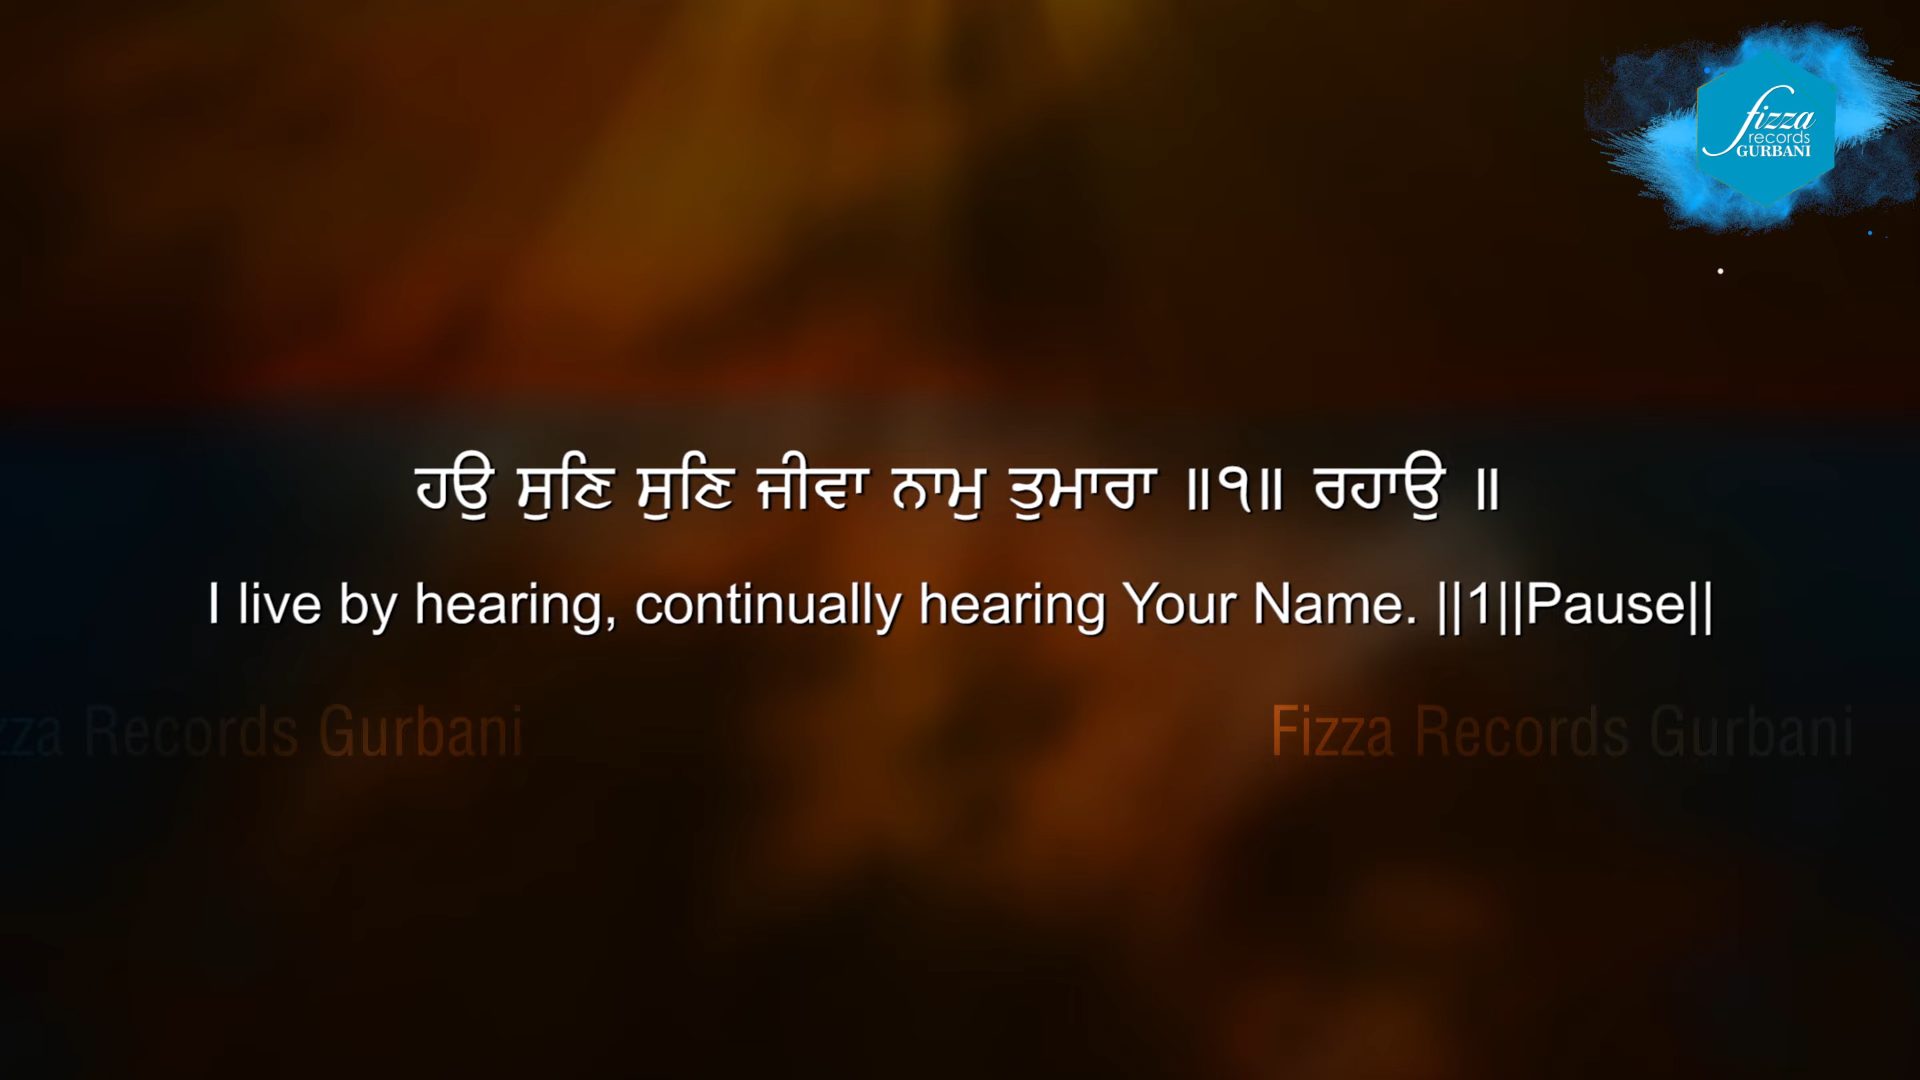 fizza
records
GURBANI
ਹਉ ਸੁਣਿ ਸੁਣਿ ਜੀਵਾ ਨਾਮੁ ਤੁਮਾਰਾ ॥੧॥ ਰਹਾਉ ॥
I live by hearing, continually hearing Your Name. ||1||Pause||
zza Records Gurbani
Fizza Records Gurbani